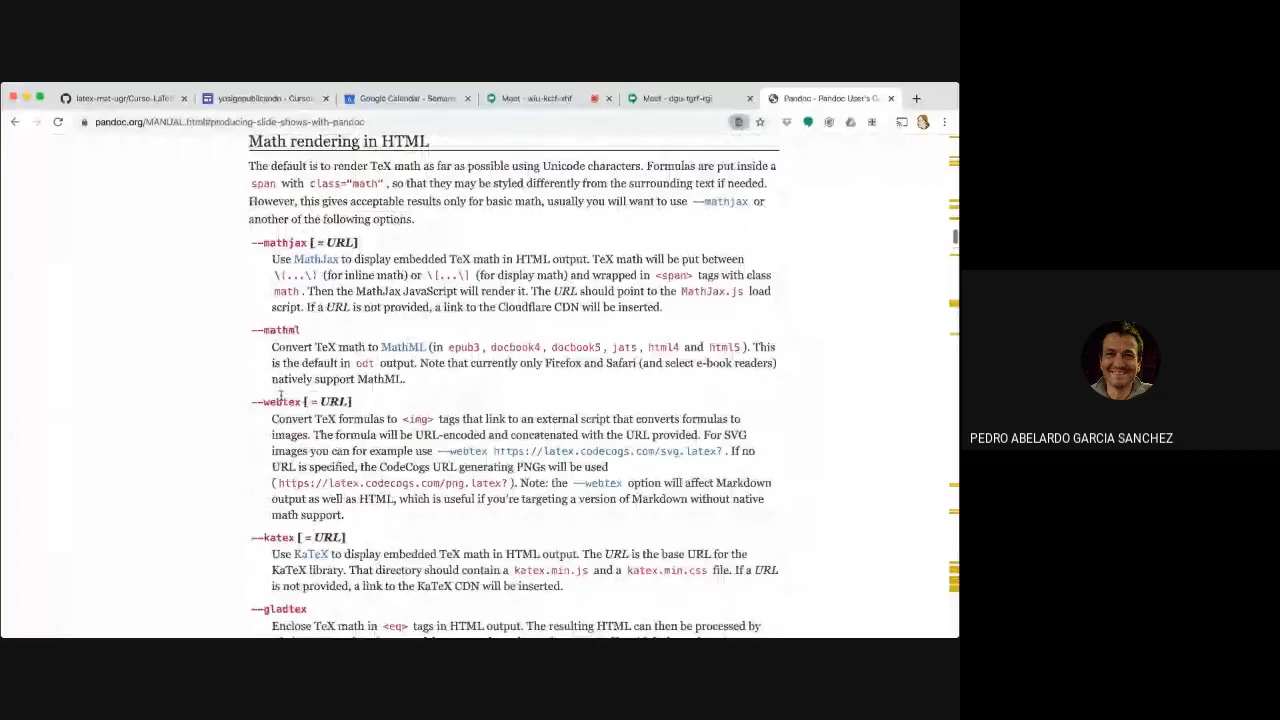 latex-mat-ugr/Curso-LaTeX
yosigopublicando - Curso
Google Calendar - Seman
Meet - wiu-kctf-xhf
Meet - dgu-tgrf-rgi
Pandoc - Pandoc User's G
pandoc.org/MANUAL.html#producing-slide-shows-with-pandoc
Math rendering in HTML
The default is to render TeX math as far as possible using Unicode characters. Formulas are put inside a
span with class="math", so that they may be styled differently from the surrounding text if needed.
However, this gives acceptable results only for basic math, usually you will want to use --mathjax or
another of the following options.
--mathjax[=URL]
Use MathJax to display embedded TeX math in HTML output. TeX math will be put between
\(...\) (for inline math) or \[...\] (for display math) and wrapped in <span> tags with class
math. Then the MathJax JavaScript will render it. The URL should point to the MathJax.js load
script. If a URL is not provided, a link to the Cloudflare CDN will be inserted.
--mathml
Convert TeX math to MathML (in epub3, docbook4, docbook5, jats, html4 and html5). This
is the default in odt output. Note that currently only Firefox and Safari (and select e-book readers)
natively support MathML.
--webtex[=URL]
Convert TeX formulas to <img> tags that link to an external script that converts formulas to
images. The formula will be URL-encoded and concatenated with the URL provided. For SVG
images you can for example use --webtex https://latex.codecogs.com/svg.latex?. If no
URL is specified, the CodeCogs URL generating PNGs will be used
(https://latex.codecogs.com/png.latex?). Note: the --webtex option will affect Markdown
output as well as HTML, which is useful if you're targeting a version of Markdown without native
math support.
--katex[=URL]
Use KaTeX to display embedded TeX math in HTML output. The URL is the base URL for the
KaTeX library. That directory should contain a katex.min.js and a katex.min.css file. If a URL
is not provided, a link to the KaTeX CDN will be inserted.
--gladtex
Enclose TeX math in <eq> tags in HTML output. The resulting HTML can then be processed by
PEDRO ABELARDO GARCIA SANCHEZ